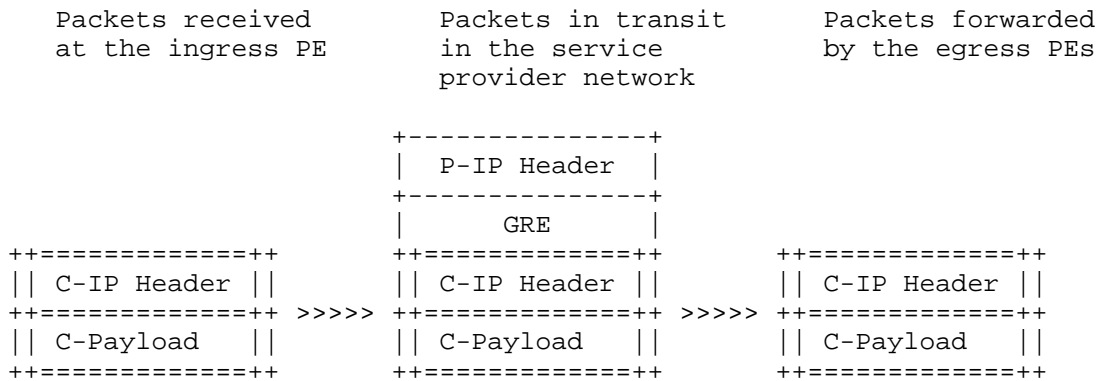 Packets received        Packets in transit      Packets forwarded
at the ingress PE       in the service          by the egress PEs
                        provider network
+---------------+
|  P-IP Header  |
+---------------+
|      GRE      |
++=============++       ++=============++       ++=============++
|| C-IP Header ||       || C-IP Header ||       || C-IP Header ||
++=============++ >>>>> ++=============++ >>>>> ++=============++
|| C-Payload   ||       || C-Payload   ||       || C-Payload   ||
++=============++       ++=============++       ++=============++